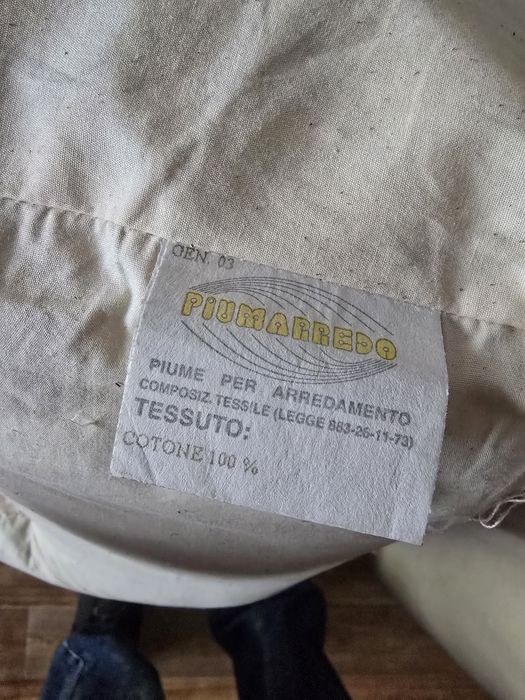 GEN. 03
PIUMARREDO
PIUME PER ARREDAMENTO
COMPOSIZ. TESSILE (LEGGE 883-26-11-73)
TESSUTO:
COTONE 100 %